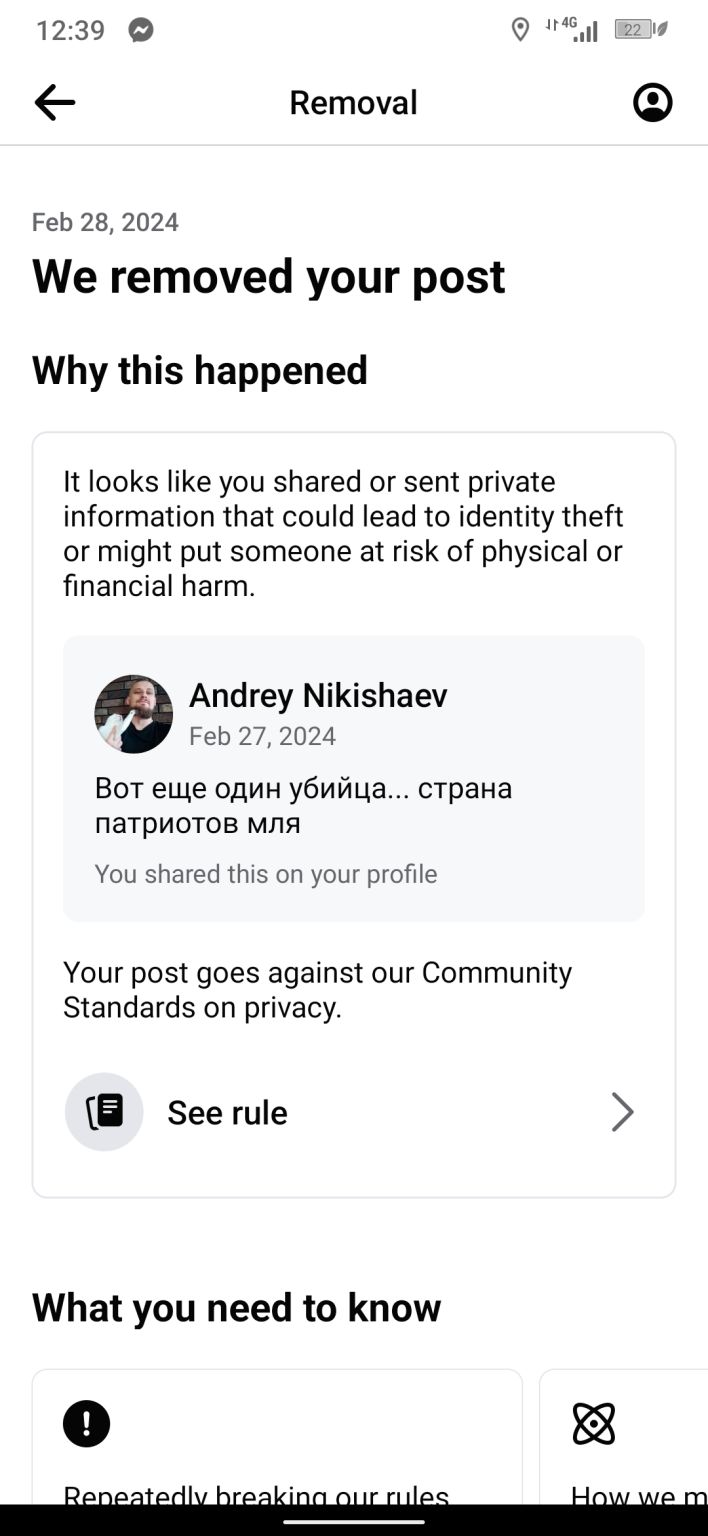 12:39
4G
22
Removal
Feb 28, 2024
We removed your post
Why this happened
It looks like you shared or sent private
information that could lead to identity theft
or might put someone at risk of physical or
financial harm.
Andrey Nikishaev
Feb 27, 2024
Вот еще один убийца... страна
патриотов мля
You shared this on your profile
Your post goes against our Community
Standards on privacy.
See rule
What you need to know
Repeatedly breaking our rules
How we m